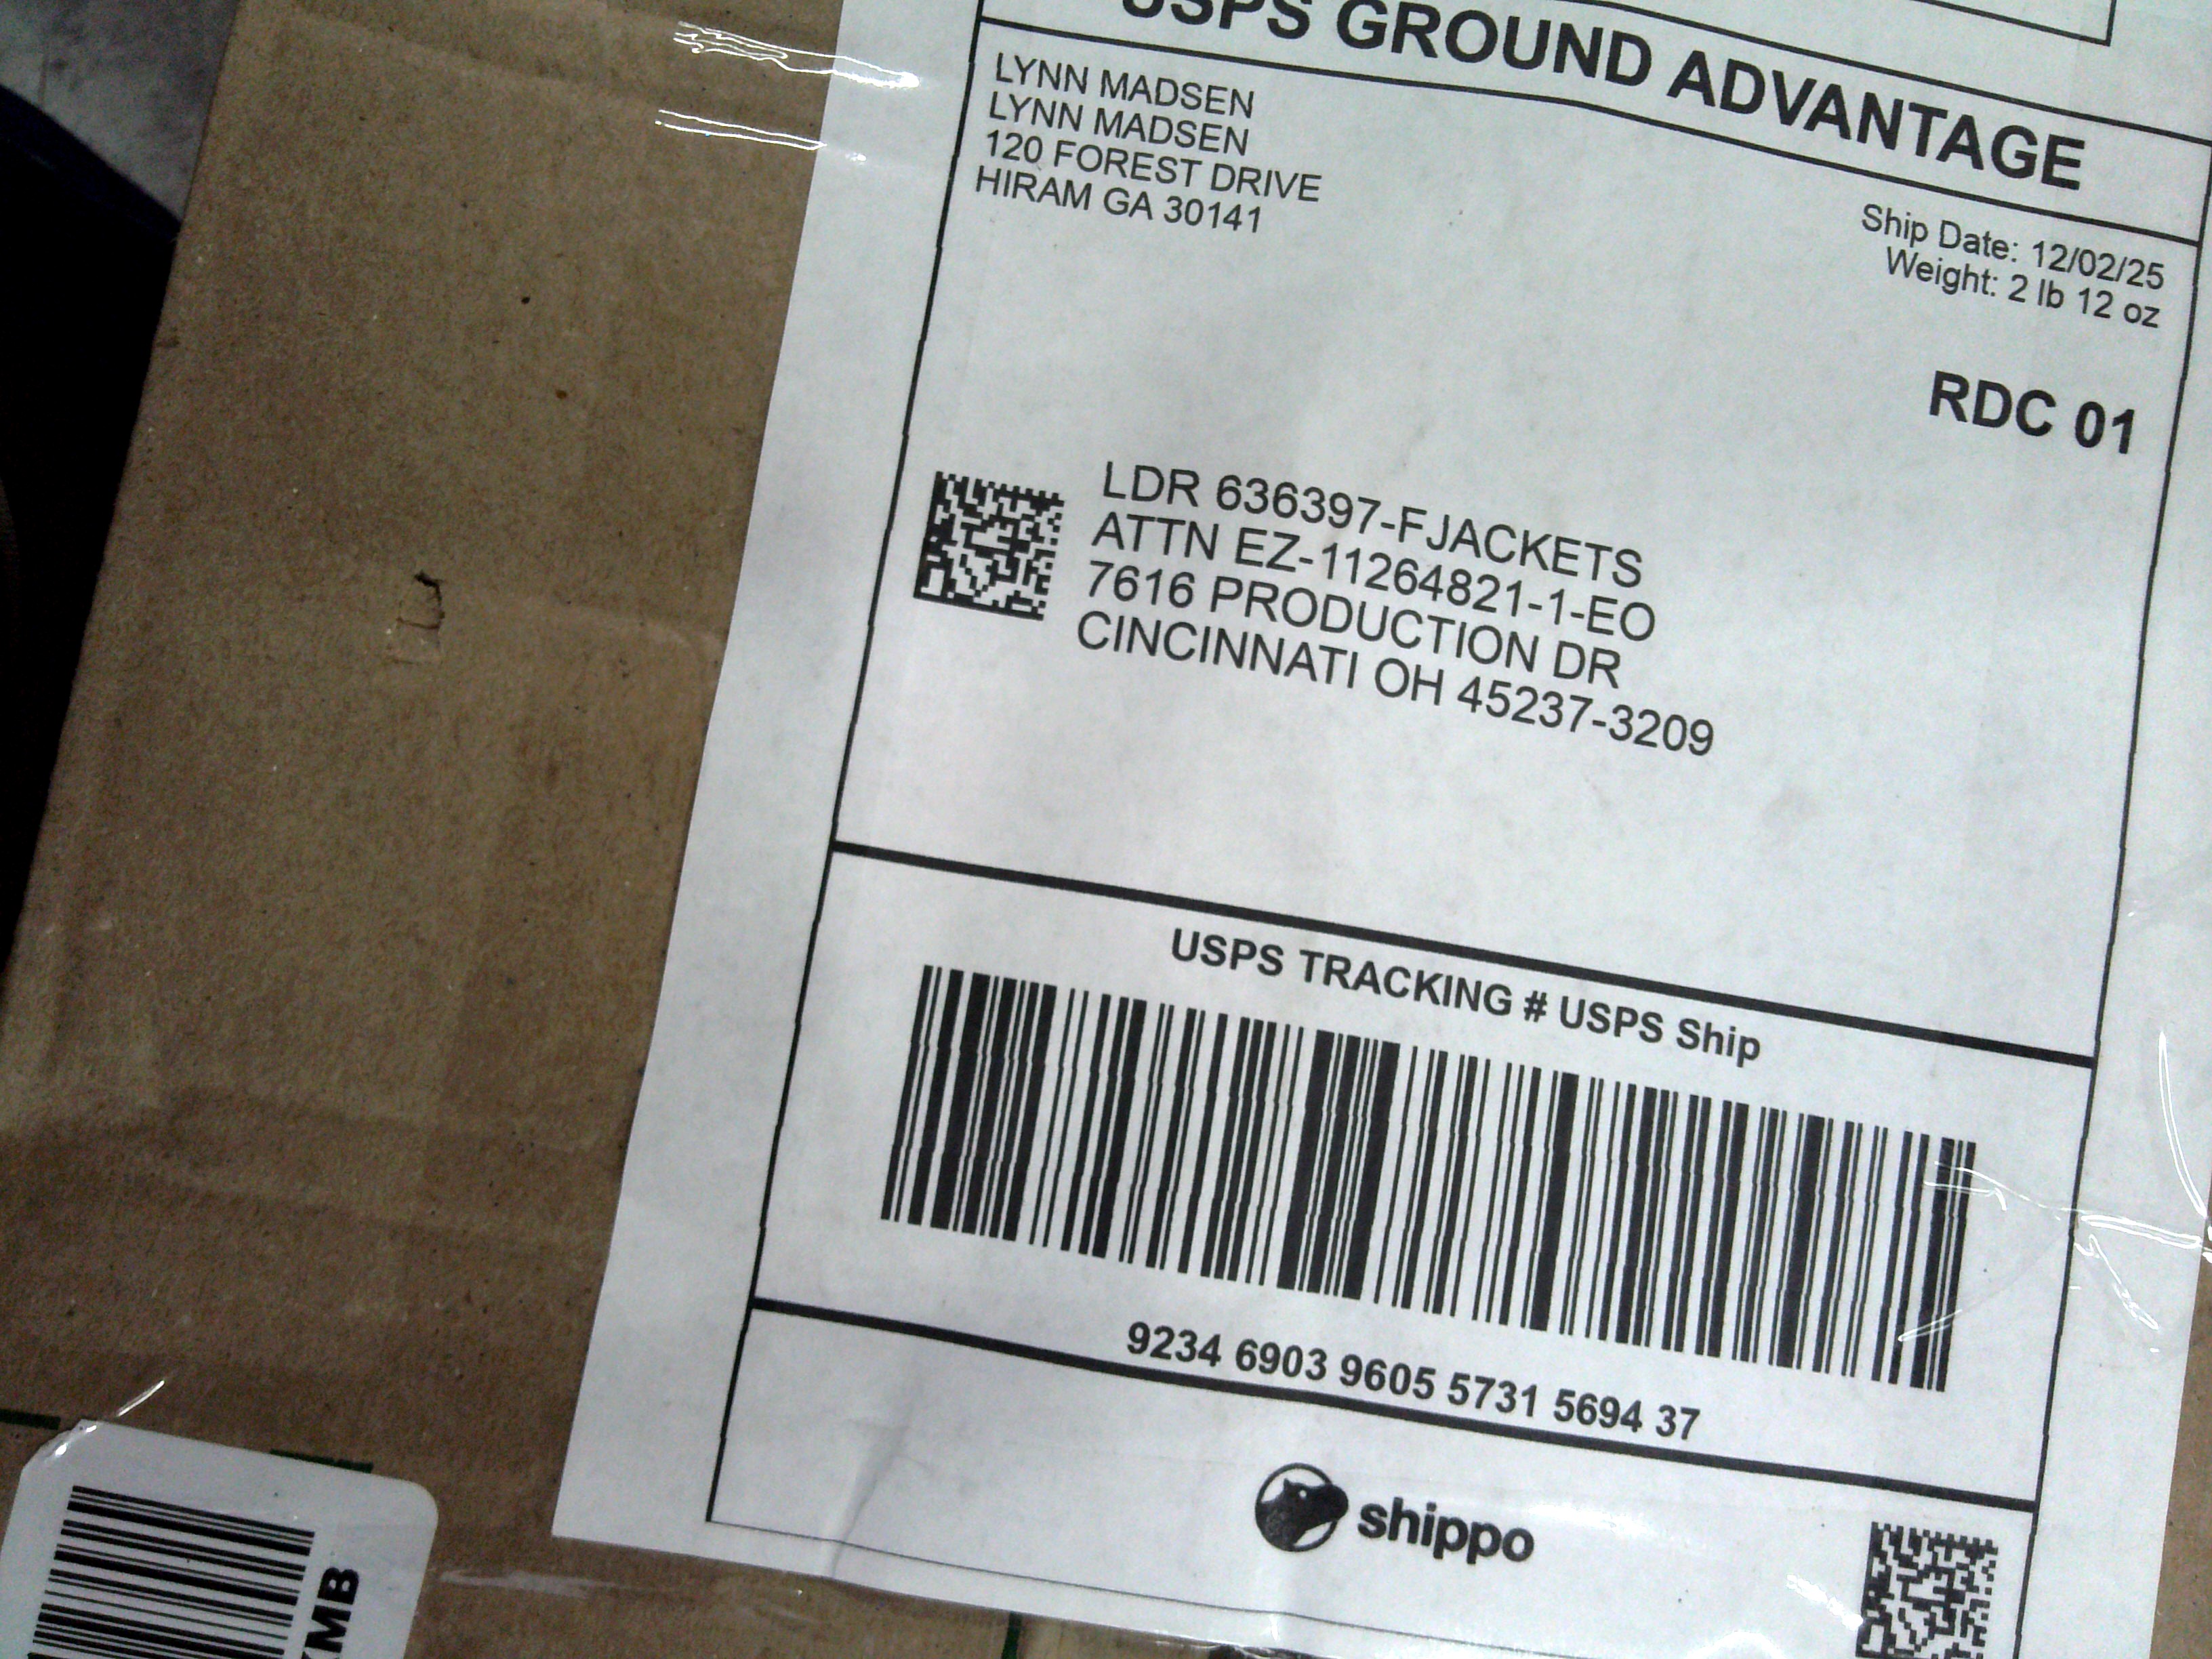 USPS GROUND ADVANTAGE
LYNN MADSEN
LYNN MADSEN
120 FOREST DRIVE
HIRAM GA 30141
Ship Date: 12/02/25
Weight: 2 lb 12 oz
RDC 01
LDR 636397-FJACKETS
ATTN EZ-11264821-1-EO
7616 PRODUCTION DR
CINCINNATI OH 45237-3209
USPS TRACKING # USPS Ship
9234 6903 9605 5731 5694 37
shippo